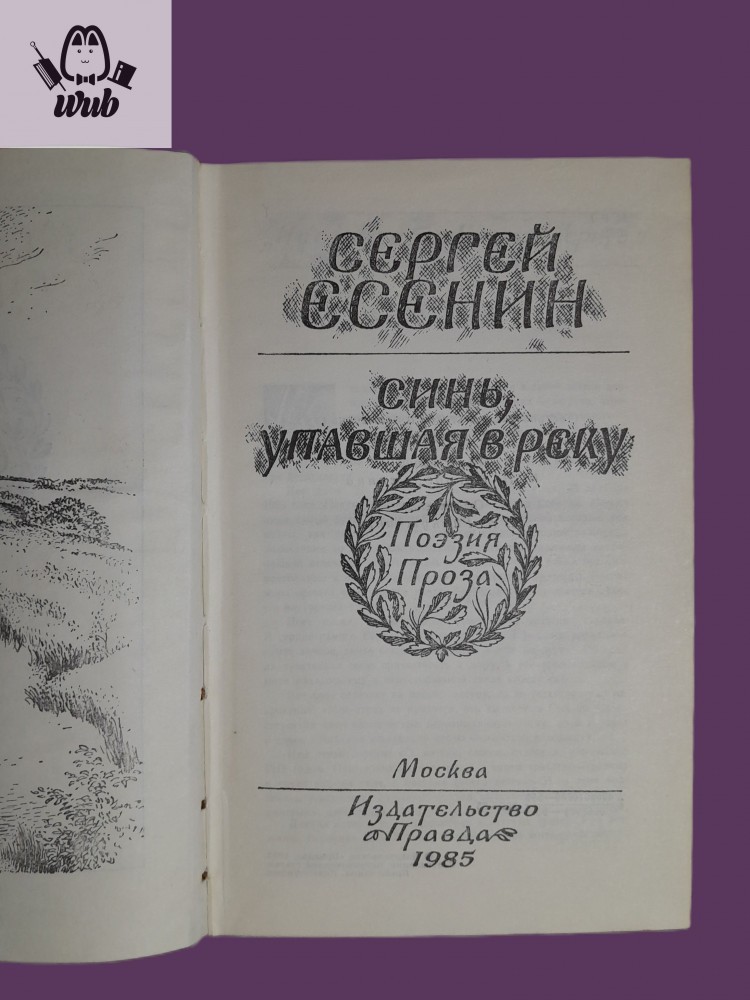 wub
СЕРГЕЙ
ЕСЕНИН
СИНЬ,
УПАВШАЯ В РЕКУ
Поэзия
Проза
Москва
Издательство
«Правда»
1985